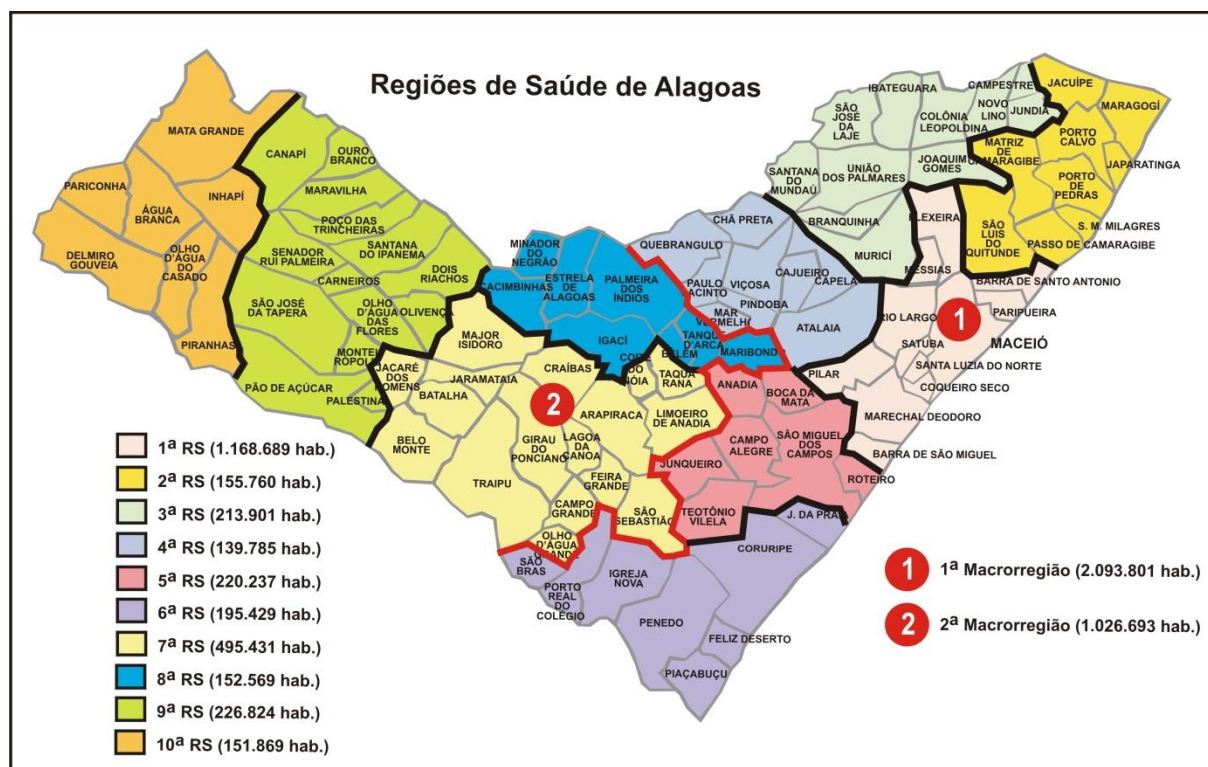 Regiões de Saúde de Alagoas
MATA GRANDE
PARICONHA
ÁGUA
BRANCA
INHAPÍ
DELMIRO
GOUVEIA
OLHO
D'ÁGUA
DO
CASADO
PIRANHAS
CANAPÍ
OURO
BRANCO
MARAVILHA
POÇO DAS
TRINCHEIRAS
SENADOR
RUI PALMEIRA
SANTANA
DO IPANEMA
CARNEIROS
DOIS
RIACHOS
SÃO JOSÉ
DA TAPERA
OLHO
D'ÁGUA
DAS
FLORES
OLIVENÇA
MONTEI
RÓPOLIS
PÃO DE AÇÚCAR
PALESTINA
MINADOR
DO
NEGRÃO
CACIMBINHAS
ESTRELA
DE
ALAGOAS
PALMEIRA
DOS
ÍNDIOS
IGACÍ
TANQUE
D'ARCA
BELÉM
MARIBONDO
MAJOR
ISIDORO
JACARÉ
DOS
HOMENS
JARAMATAIA
BATALHA
CRAÍBAS
TAQUA
RANA
BELO
MONTE
ARAPIRACA
LIMOEIRO
DE ANADIA
GIRAU
DO
PONCIANO
LAGOA
DA
CANOA
TRAIPU
FEIRA
GRANDE
CAMPO
GRANDE
SÃO
SEBASTIÃO
OLHO
D'ÁGUA
GRANDE
QUEBRANGULO
CHÃ PRETA
PAULO
JACINTO
VIÇOSA
CAJUEIRO
CAPELA
PINDOBA
MAR
VERMELHO
ATALAIA
IBATEGUARA
CAMPESTRE
SÃO
JOSÉ
DA
LAJE
COLÔNIA
LEOPOLDINA
NOVO
LINO
JUNDIÁ
SANTANA
DO
MUNDAÚ
UNIÃO
DOS PALMARES
JOAQUIM
GOMES
BRANQUINHA
MURICÍ
JACUÍPE
MARAGOGÍ
PORTO
CALVO
MATRIZ
DE
CAMARAGIBE
JAPARATINGA
PORTO
DE
PEDRAS
S. M. MILAGRES
SÃO
LUIS
DO
QUITUNDE
PASSO DE CAMARAGIBE
FLEXEIRA
MESSIAS
BARRA DE SANTO ANTONIO
RIO LARGO
1
PARIPUEIRA
SATUBA
MACEIÓ
SANTA LUZIA DO NORTE
PILAR
COQUEIRO SECO
MARECHAL DEODORO
BARRA DE SÃO MIGUEL
ANADIA
BOCA DA
MATA
CAMPO
ALEGRE
SÃO MIGUEL
DOS
CAMPOS
JUNQUEIRO
ROTEIRO
TEOTÔNIO
VILELA
J. DA PRAIA
CORURIPE
SÃO
BRAS
IGREJA
NOVA
PORTO
REAL
DO
COLÉGIO
PENEDO
FELIZ DESERTO
PIAÇABUÇU
2
1ª RS (1.168.689 hab.)
2ª RS (155.760 hab.)
3ª RS (213.901 hab.)
4ª RS (139.785 hab.)
5ª RS (220.237 hab.)
6ª RS (195.429 hab.)
7ª RS (495.431 hab.)
8ª RS (152.569 hab.)
9ª RS (226.824 hab.)
10ª RS (151.869 hab.)
1 1ª Macrorregião (2.093.801 hab.)
2 2ª Macrorregião (1.026.693 hab.)